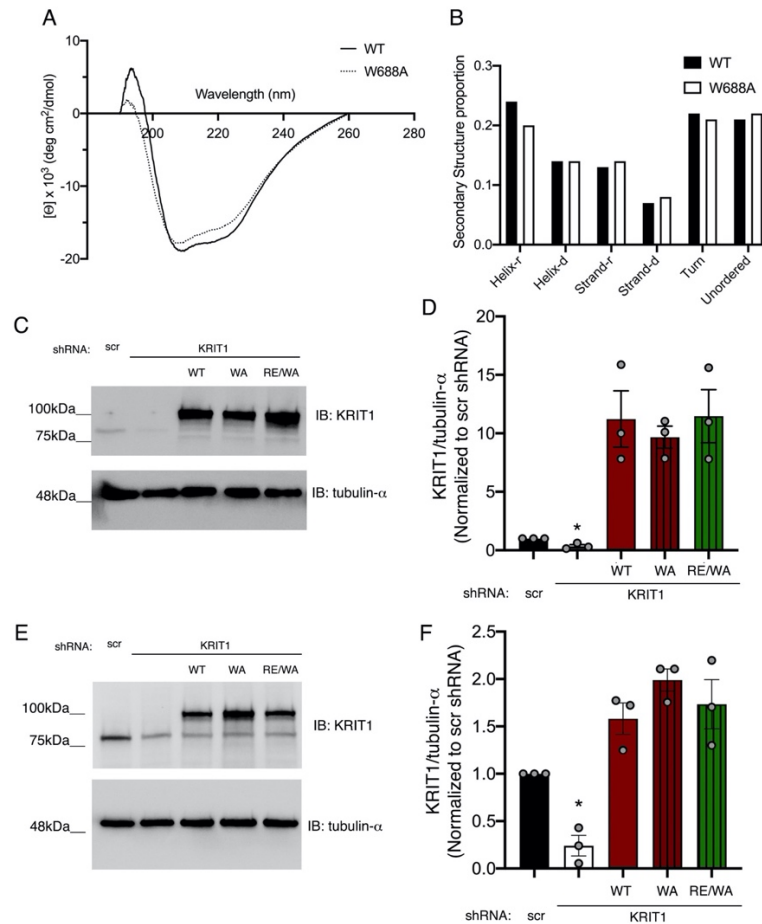 A
10
0
-10
-20
[Θ] x 10³ (deg cm²/dmol)
Wavelength (nm)
200
220
240
260
280
WT
W688A
B
0.3
0.2
0.1
0.0
Secondary Structure proportion
WT
W688A
Helix-r
Helix-d
Strand-r
Strand-d
Turn
Unordered
C
shRNA:
scr
KRIT1
WT
WA
RE/WA
100kDa
75kDa
IB: KRIT1
48kDa
IB: tubulin-α
D
20
15
10
5
0
KRIT1/tubulin-α
(Normalized to scr shRNA)
*
WT
WA
RE/WA
shRNA:
scr
KRIT1
E
shRNA:
scr
KRIT1
WT
WA
RE/WA
100kDa
75kDa
IB: KRIT1
48kDa
IB: tubulin-α
F
2.5
2.0
1.5
1.0
0.5
0.0
KRIT1/tubulin-α
(Normalized to scr shRNA)
*
WT
WA
RE/WA
shRNA:
scr
KRIT1